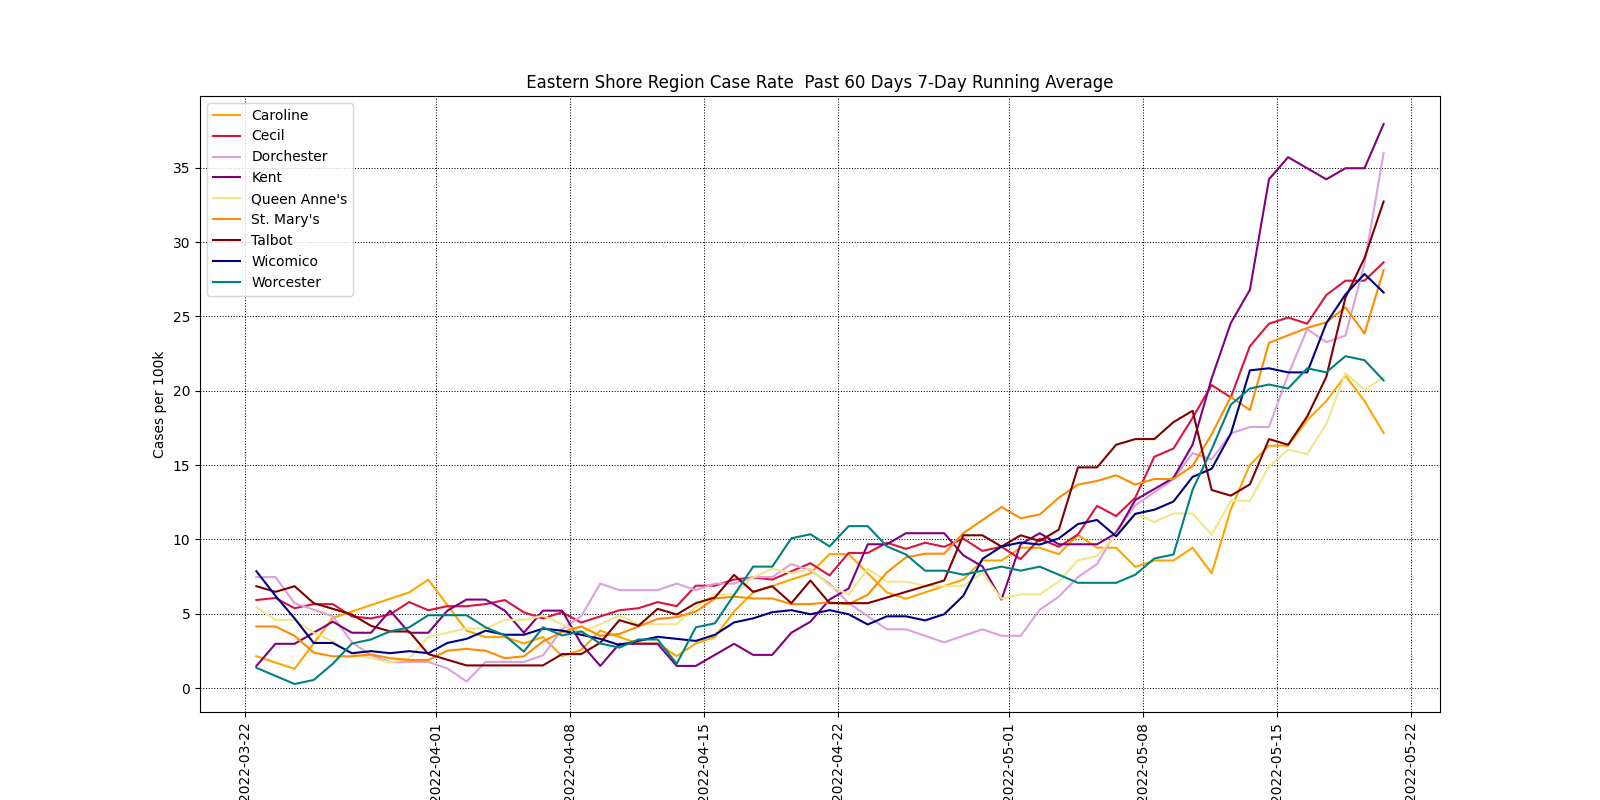 Eastern Shore Region Case Rate  Past 60 Days 7-Day Running Average
Caroline
Cecil
Dorchester
Kent
Queen Anne's
St. Mary's
Talbot
Wicomico
Worcester
Cases per 100k
35
30
25
20
15
10
5
0
2022-03-22
2022-04-01
2022-04-08
2022-04-15
2022-04-22
2022-05-01
2022-05-08
2022-05-15
2022-05-22